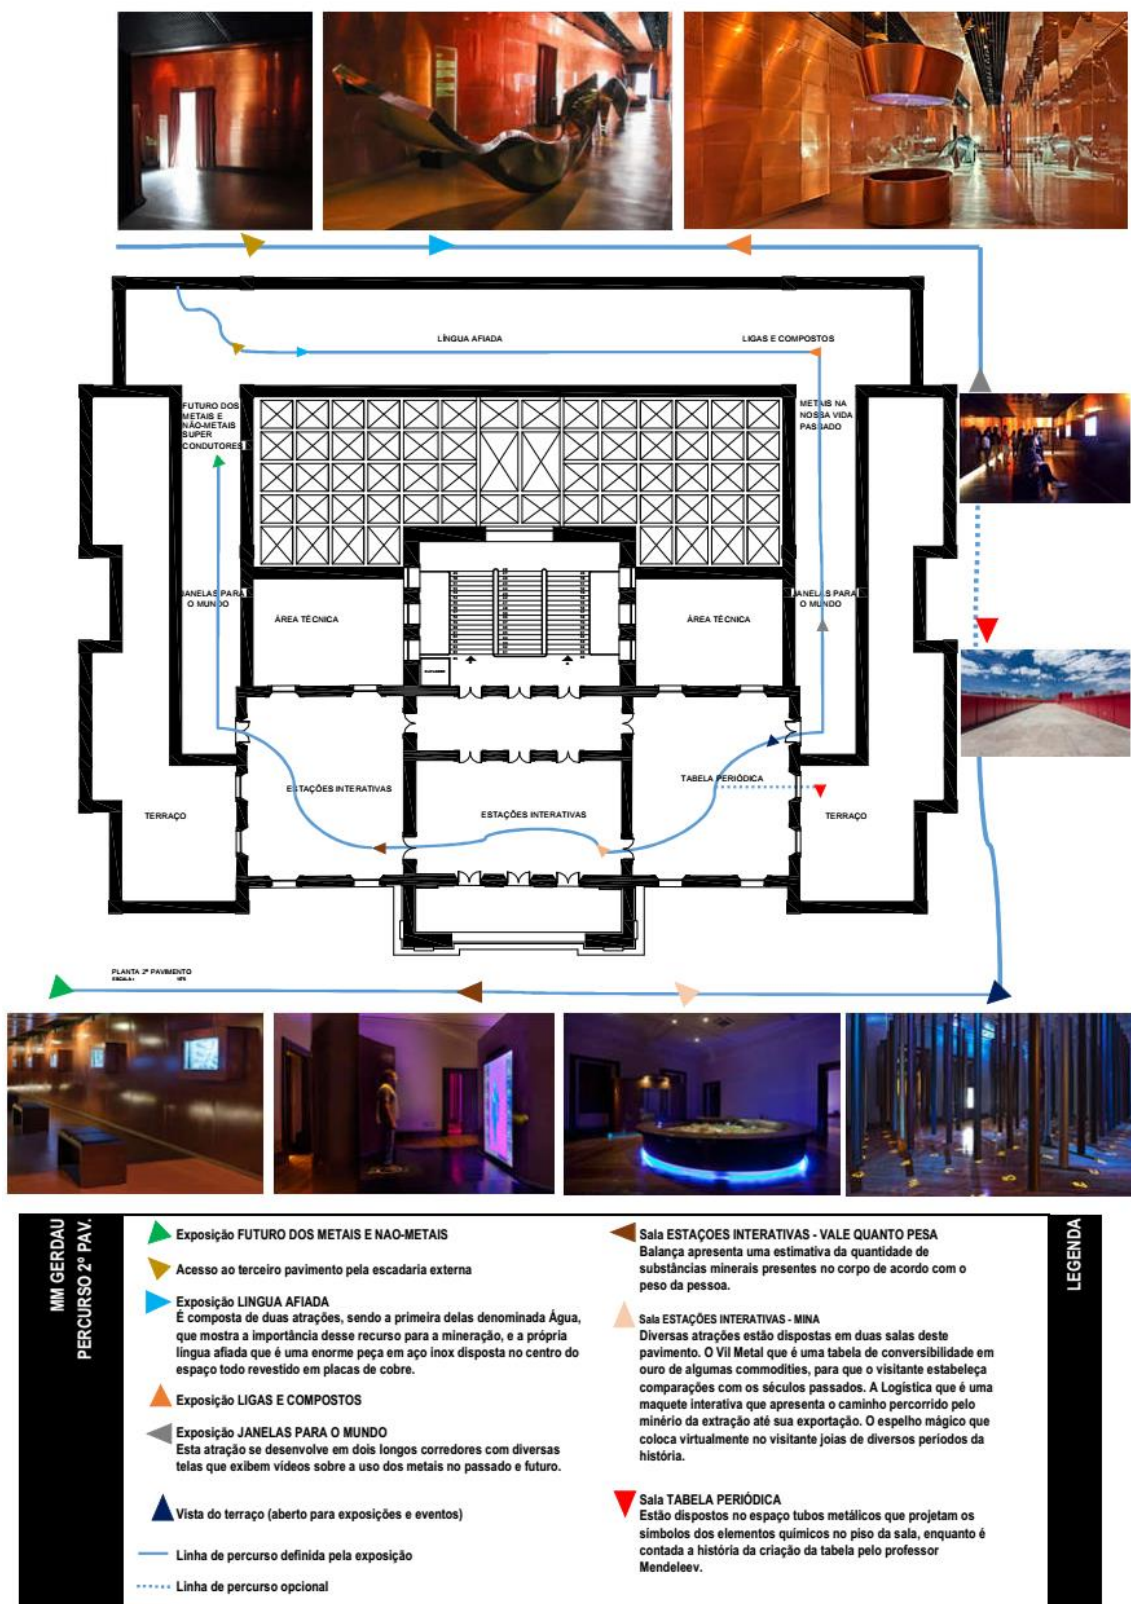 LÍNGUA AFIADA
LIGAS E COMPOSTOS
FUTURO DOS
METAIS E
NÃO-METAIS
SUPER
CONDUTORES
METAIS NA
NOSSA VIDA
PASSADO
JANELAS PARA
O MUNDO
ÁREA TÉCNICA
ÁREA TÉCNICA
JANELAS PARA
O MUNDO
ESTAÇÕES INTERATIVAS
TABELA PERIÓDICA
TERRAÇO
ESTAÇÕES INTERATIVAS
TERRAÇO
PLANTA 2º PAVIMENTO
MM GERDAU
PERCURSO 2º PAV.
Exposição FUTURO DOS METAIS E NAO-METAIS
Acesso ao terceiro pavimento pela escadaria externa
Exposição LINGUA AFIADA
É composta de duas atrações, sendo a primeira delas denominada Água,
que mostra a importância desse recurso para a mineração, e a própria
língua afiada que é uma enorme peça em aço inox disposta no centro do
espaço todo revestido em placas de cobre.
Exposição LIGAS E COMPOSTOS
Exposição JANELAS PARA O MUNDO
Esta atração se desenvolve em dois longos corredores com diversas
telas que exibem vídeos sobre a uso dos metais no passado e futuro.
Vista do terraço (aberto para exposições e eventos)
Linha de percurso definida pela exposição
Linha de percurso opcional
Sala ESTAÇOES INTERATIVAS - VALE QUANTO PESA
Balança apresenta uma estimativa da quantidade de
substâncias minerais presentes no corpo de acordo com o
peso da pessoa.
Sala ESTAÇÕES INTERATIVAS - MINA
Diversas atrações estão dispostas em duas salas deste
pavimento. O Vil Metal que é uma tabela de conversibilidade em
ouro de algumas commodities, para que o visitante estabeleça
comparações com os séculos passados. A Logística que é uma
maquete interativa que apresenta o caminho percorrido pelo
minério da extração até sua exportação. O espelho mágico que
coloca virtualmente no visitante joias de diversos períodos da
história.
Sala TABELA PERIÓDICA
Estão dispostos no espaço tubos metálicos que projetam os
símbolos dos elementos químicos no piso da sala, enquanto é
contada a história da criação da tabela pelo professor
Mendeleev.
LEGENDA